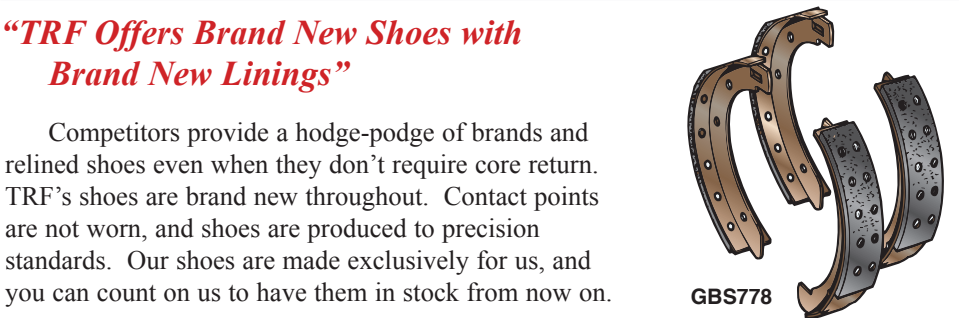 “TRF Offers Brand New Shoes with
Brand New Linings”
Competitors provide a hodge-podge of brands and
relined shoes even when they don’t require core return.
TRF’s shoes are brand new throughout.  Contact points
are not worn, and shoes are produced to precision
standards.  Our shoes are made exclusively for us, and
you can count on us to have them in stock from now on.
GBS778